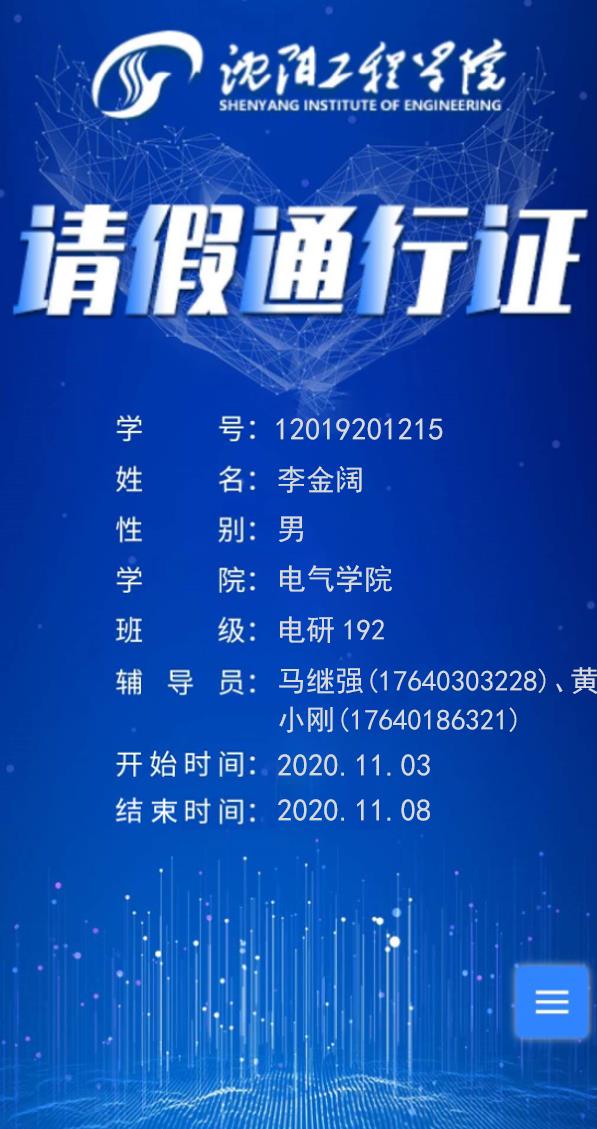 沈阳工程学院
SHENYANG INSTITUTE OF ENGINEERING
请假通行证
学号：12019201215
姓名：李金阔
性别：男
学院：电气学院
班级：电研192
辅导员：马继强(17640303228)、黄
小刚(17640186321)
开始时间：2020.11.03
结束时间：2020.11.08